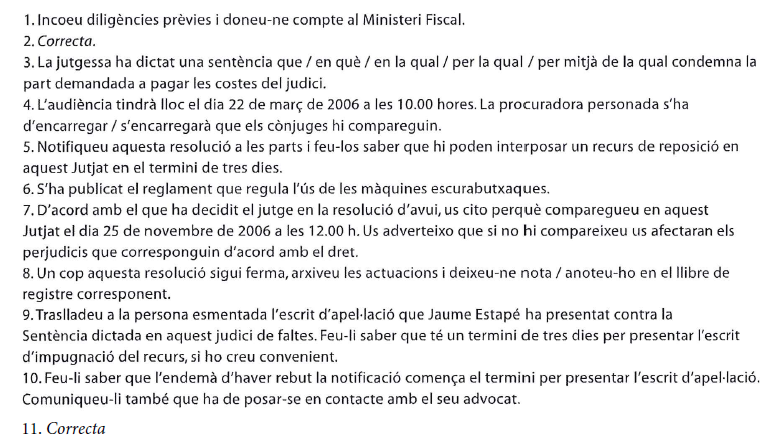 1. Incoeu diligències prèvies i doneu-ne compte al Ministeri Fiscal.
2. Correcta.
3. La jutgessa ha dictat una sentència que / en què / en la qual / per la qual / per mitjà de la qual condemna la
part demandada a pagar les costes del judici.
4. L'audiència tindrà lloc el dia 22 de març de 2006 a les 10.00 hores. La procuradora personada s'ha
d'encarregar / s'encarregarà que els cònjuges hi compareguin.
5. Notifiqueu aquesta resolució a les parts i feu-los saber que hi poden interposar un recurs de reposició en
aquest Jutjat en el termini de tres dies.
6. S'ha publicat el reglament que regula l'ús de les màquines escurabutxaques.
7. D'acord amb el que ha decidit el jutge en la resolució d'avui, us cito perquè comparegueu en aquest
Jutjat el dia 25 de novembre de 2006 a les 12.00 h. Us adverteixo que si no hi compareixeu us afectaran els
perjudicis que corresponguin d'acord amb el dret.
8. Un cop aquesta resolució sigui ferma, arxiveu les actuacions i deixeu-ne nota / anoteu-ho en el llibre de
registre corresponent.
9. Traslladeu a la persona esmentada l'escrit d'apel·lació que Jaume Estapé ha presentat contra la
Sentència dictada en aquest judici de faltes. Feu-li saber que té un termini de tres dies per presentar l'escrit
d'impugnació del recurs, si ho creu convenient.
10. Feu-li saber que l'endemà d'haver rebut la notificació comença el termini per presentar l'escrit d'apel·lació.
Comuniqueu-li també que ha de posar-se en contacte amb el seu advocat.
11. Correcta